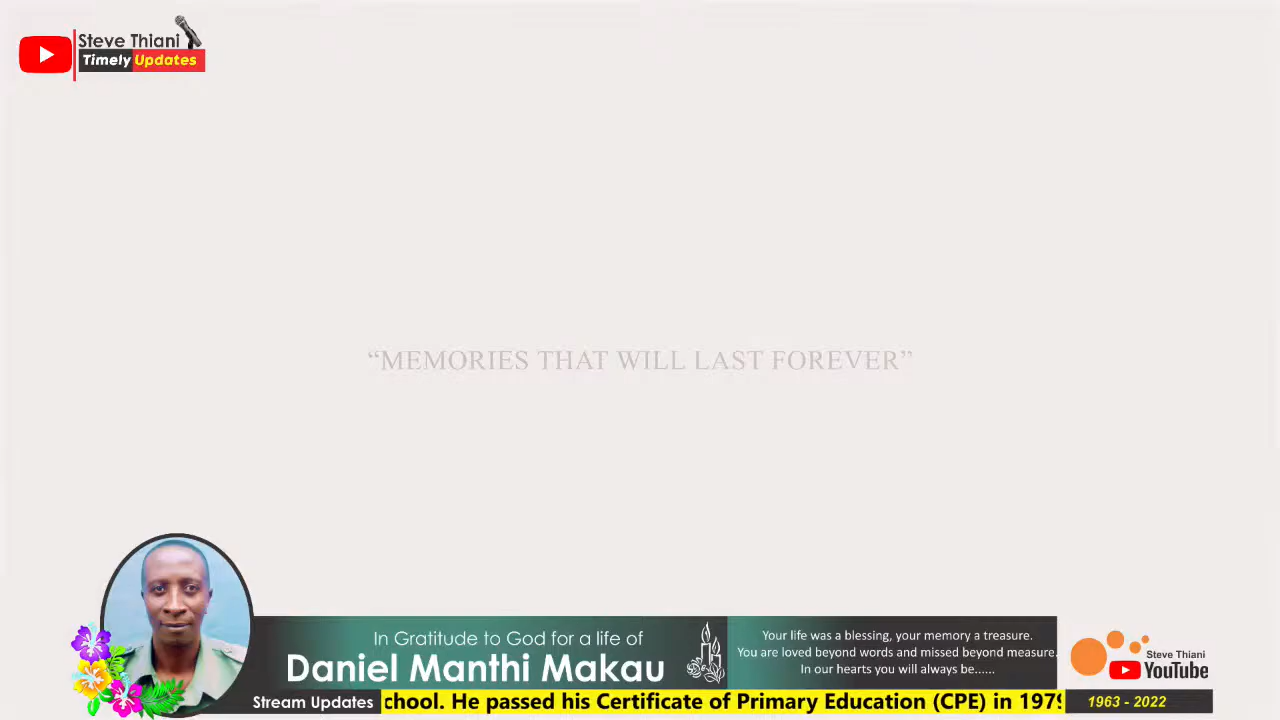 Steve Thiani
Timely Updates
“MEMORIES THAT WILL LAST FOREVER”
In Gratitude to God for a life of
Daniel Manthi Makau
Your life was a blessing, your memory a treasure.
You are loved beyond words and missed beyond measure.
In our hearts you will always be......
Steve Thiani
YouTube
Stream Updates
chool. He passed his Certificate of Primary Education (CPE) in 1979
1963 - 2022